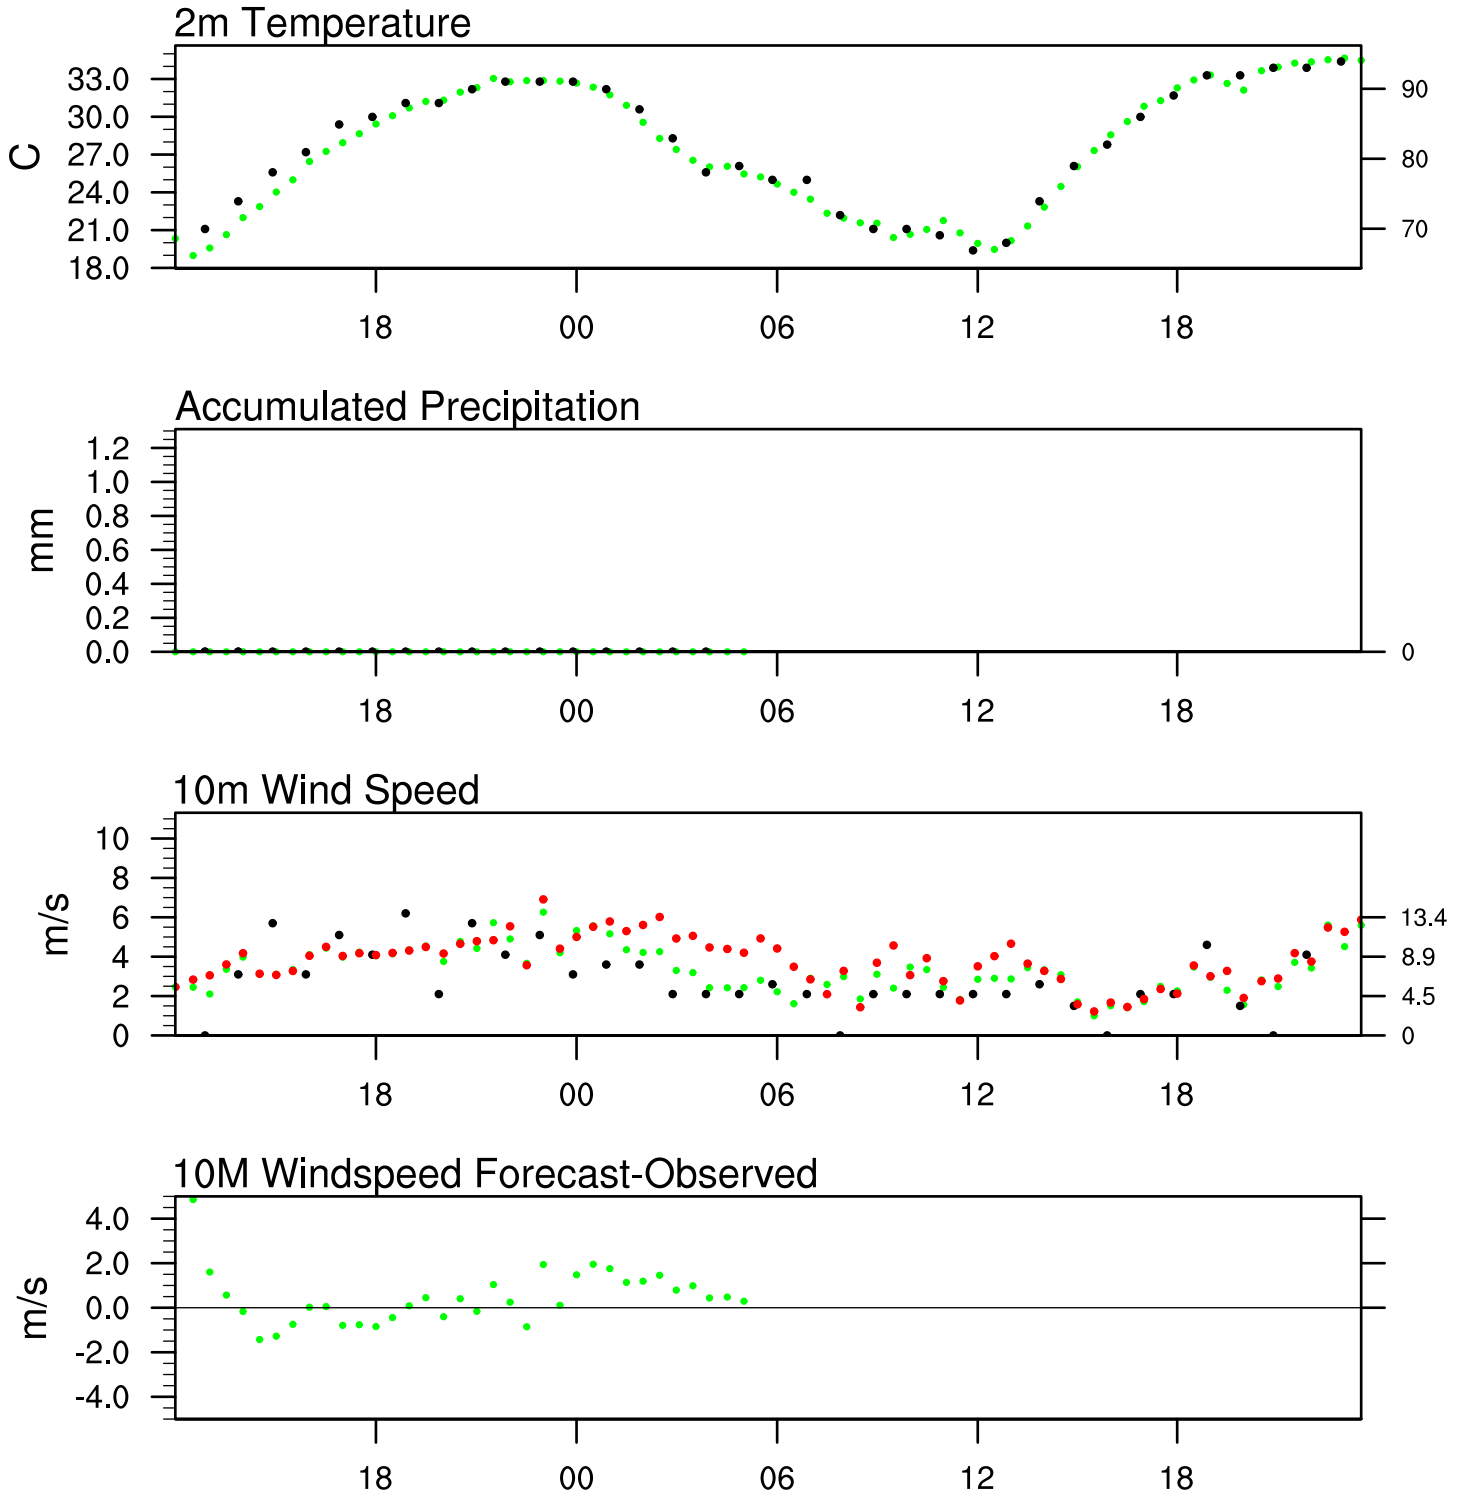 2m Temperature
33.0
30.0
27.0
24.0
21.0
18.0
C
90
80
70
18 00 06 12 18
Accumulated Precipitation
1.2
1.0
0.8
0.6
0.4
0.2
0.0
mm
0
18 00 06 12 18
10m Wind Speed
10
8
6
4
2
0
m/s
13.4
8.9
4.5
0
18 00 06 12 18
10M Windspeed Forecast-Observed
4.0
2.0
0.0
-2.0
-4.0
m/s
18 00 06 12 18